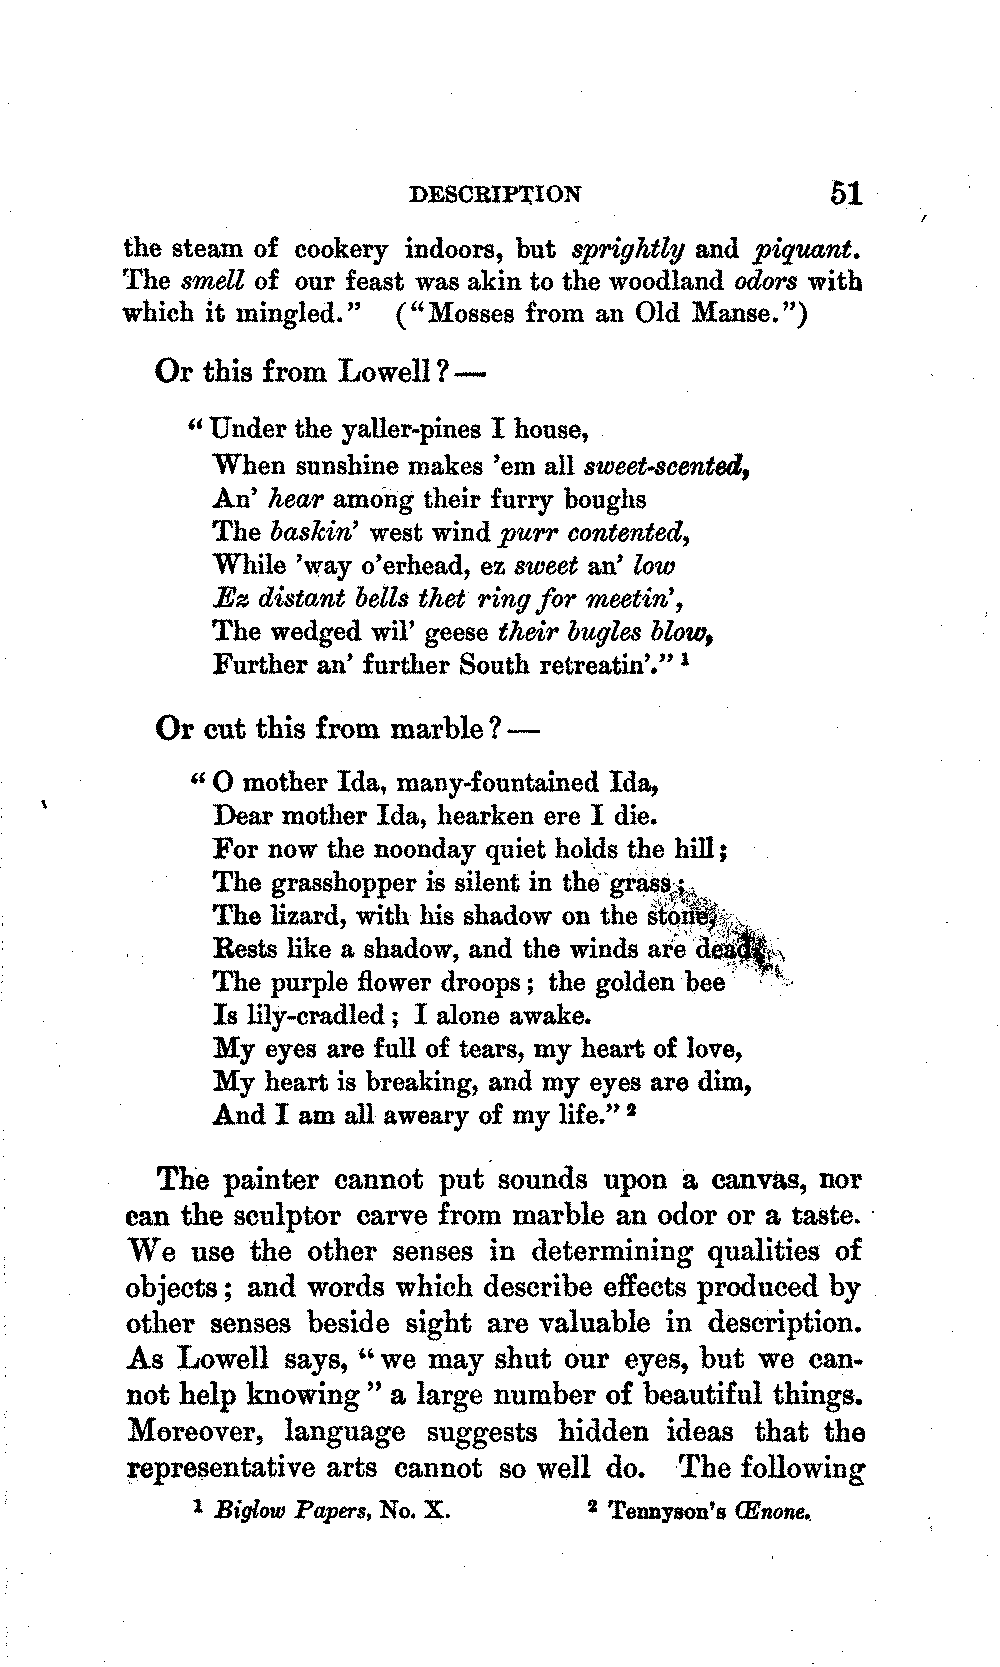 DESCRIPTION 51
the steam of cookery indoors, but sprightly and piquant.
The smell of our feast was akin to the woodland odors with
which it mingled." ("Mosses from an Old Manse.")
Or this from Lowell?—
"Under the yaller-pines I house,
When sunshine makes 'em all sweet-scented,
An' hear among their furry boughs
The baskin' west wind purr contented,
While 'way o'erhead, ez sweet an' low
Ez distant bells thet ring for meetin',
The wedged wil' geese their bugles blow,
Further an' further South retreatin'." 1
Or cut this from marble?—
"O mother Ida, many-fountained Ida,
Dear mother Ida, hearken ere I die.
For now the noonday quiet holds the hill;
The grasshopper is silent in the grass;
The lizard, with his shadow on the stone,
Rests like a shadow, and the winds are dead.
The purple flower droops; the golden bee
Is lily-cradled; I alone awake.
My eyes are full of tears, my heart of love,
My heart is breaking, and my eyes are dim,
And I am all aweary of my life." 2
The painter cannot put sounds upon a canvas, nor
can the sculptor carve from marble an odor or a taste.
We use the other senses in determining qualities of
objects; and words which describe effects produced by
other senses beside sight are valuable in description.
As Lowell says, "we may shut our eyes, but we can-
not help knowing" a large number of beautiful things.
Moreover, language suggests hidden ideas that the
representative arts cannot so well do. The following
1 Biglow Papers, No. X. 2 Tennyson's Œnone.